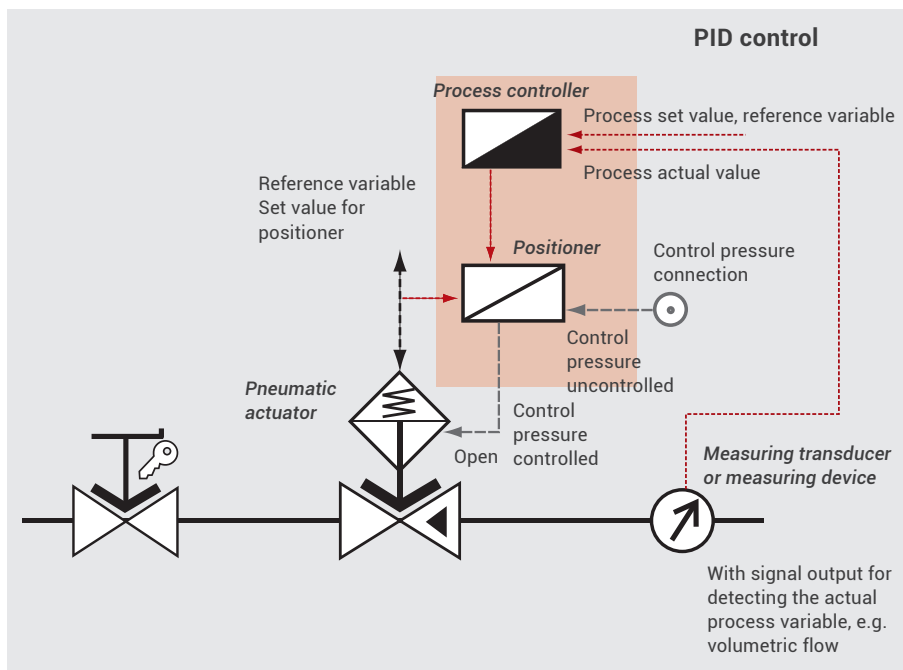 PID control
Process controller
Process set value, reference variable
Process actual value
Reference variable
Set value for
positioner
Positioner
Control pressure
connection
Control
pressure
uncontrolled
Pneumatic
actuator
Control
pressure
controlled
Open
Measuring transducer
or measuring device
With signal output for
detecting the actual
process variable, e.g.
volumetric flow